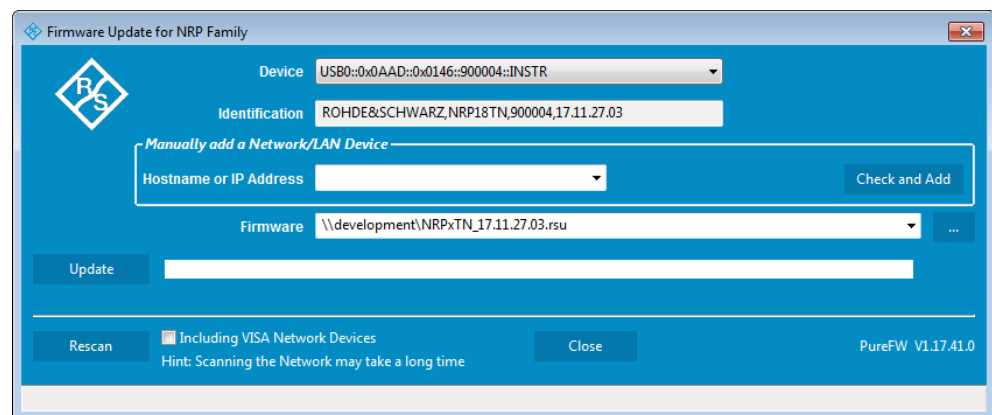 Firmware Update for NRP Family
R&S
Device USB0::0x0AAD::0x0146::900004::INSTR
Identification ROHDE&SCHWARZ,NRP18TN,900004,17.11.27.03
Manually add a Network/LAN Device
Hostname or IP Address
Check and Add
Firmware \\development\NRPxTN_17.11.27.03.rsu ...
Update
Rescan
Including VISA Network Devices
Hint: Scanning the Network may take a long time
Close
PureFW V1.17.41.0